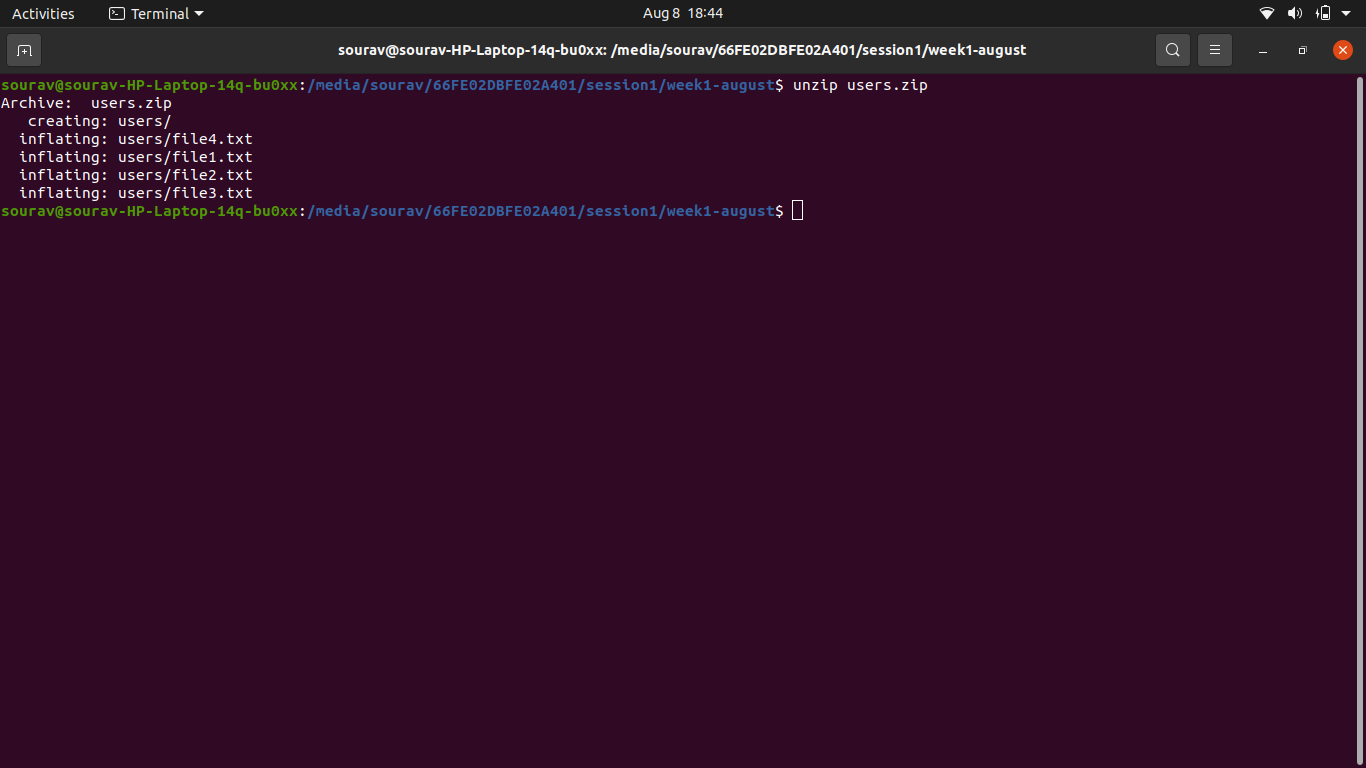 Activities Terminal Aug 8 18:44
sourav@sourav-HP-Laptop-14q-bu0xx: /media/sourav/66FE02DBFE02A401/session1/week1-august
sourav@sourav-HP-Laptop-14q-bu0xx:/media/sourav/66FE02DBFE02A401/session1/week1-august$ unzip users.zip
Archive:  users.zip
   creating: users/
  inflating: users/file4.txt
  inflating: users/file1.txt
  inflating: users/file2.txt
  inflating: users/file3.txt
sourav@sourav-HP-Laptop-14q-bu0xx:/media/sourav/66FE02DBFE02A401/session1/week1-august$